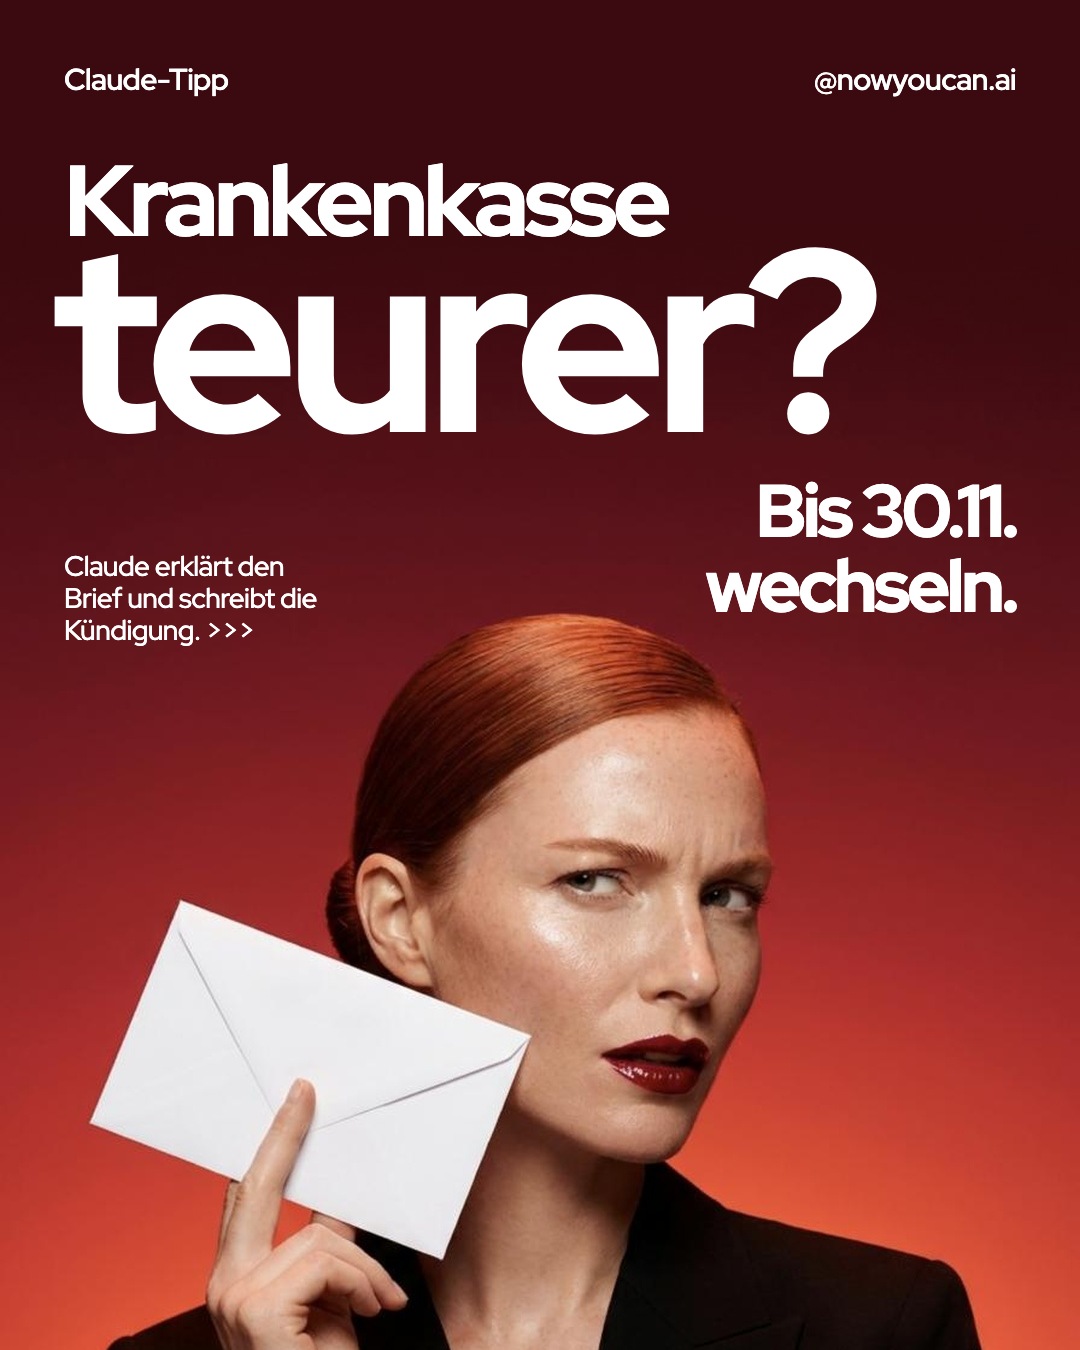 Claude-Tipp
@nowyoucan.ai
Krankenkasse
teurer?
Bis 30.11.
wechseln.
Claude erklärt den
Brief und schreibt die
Kündigung. >>>